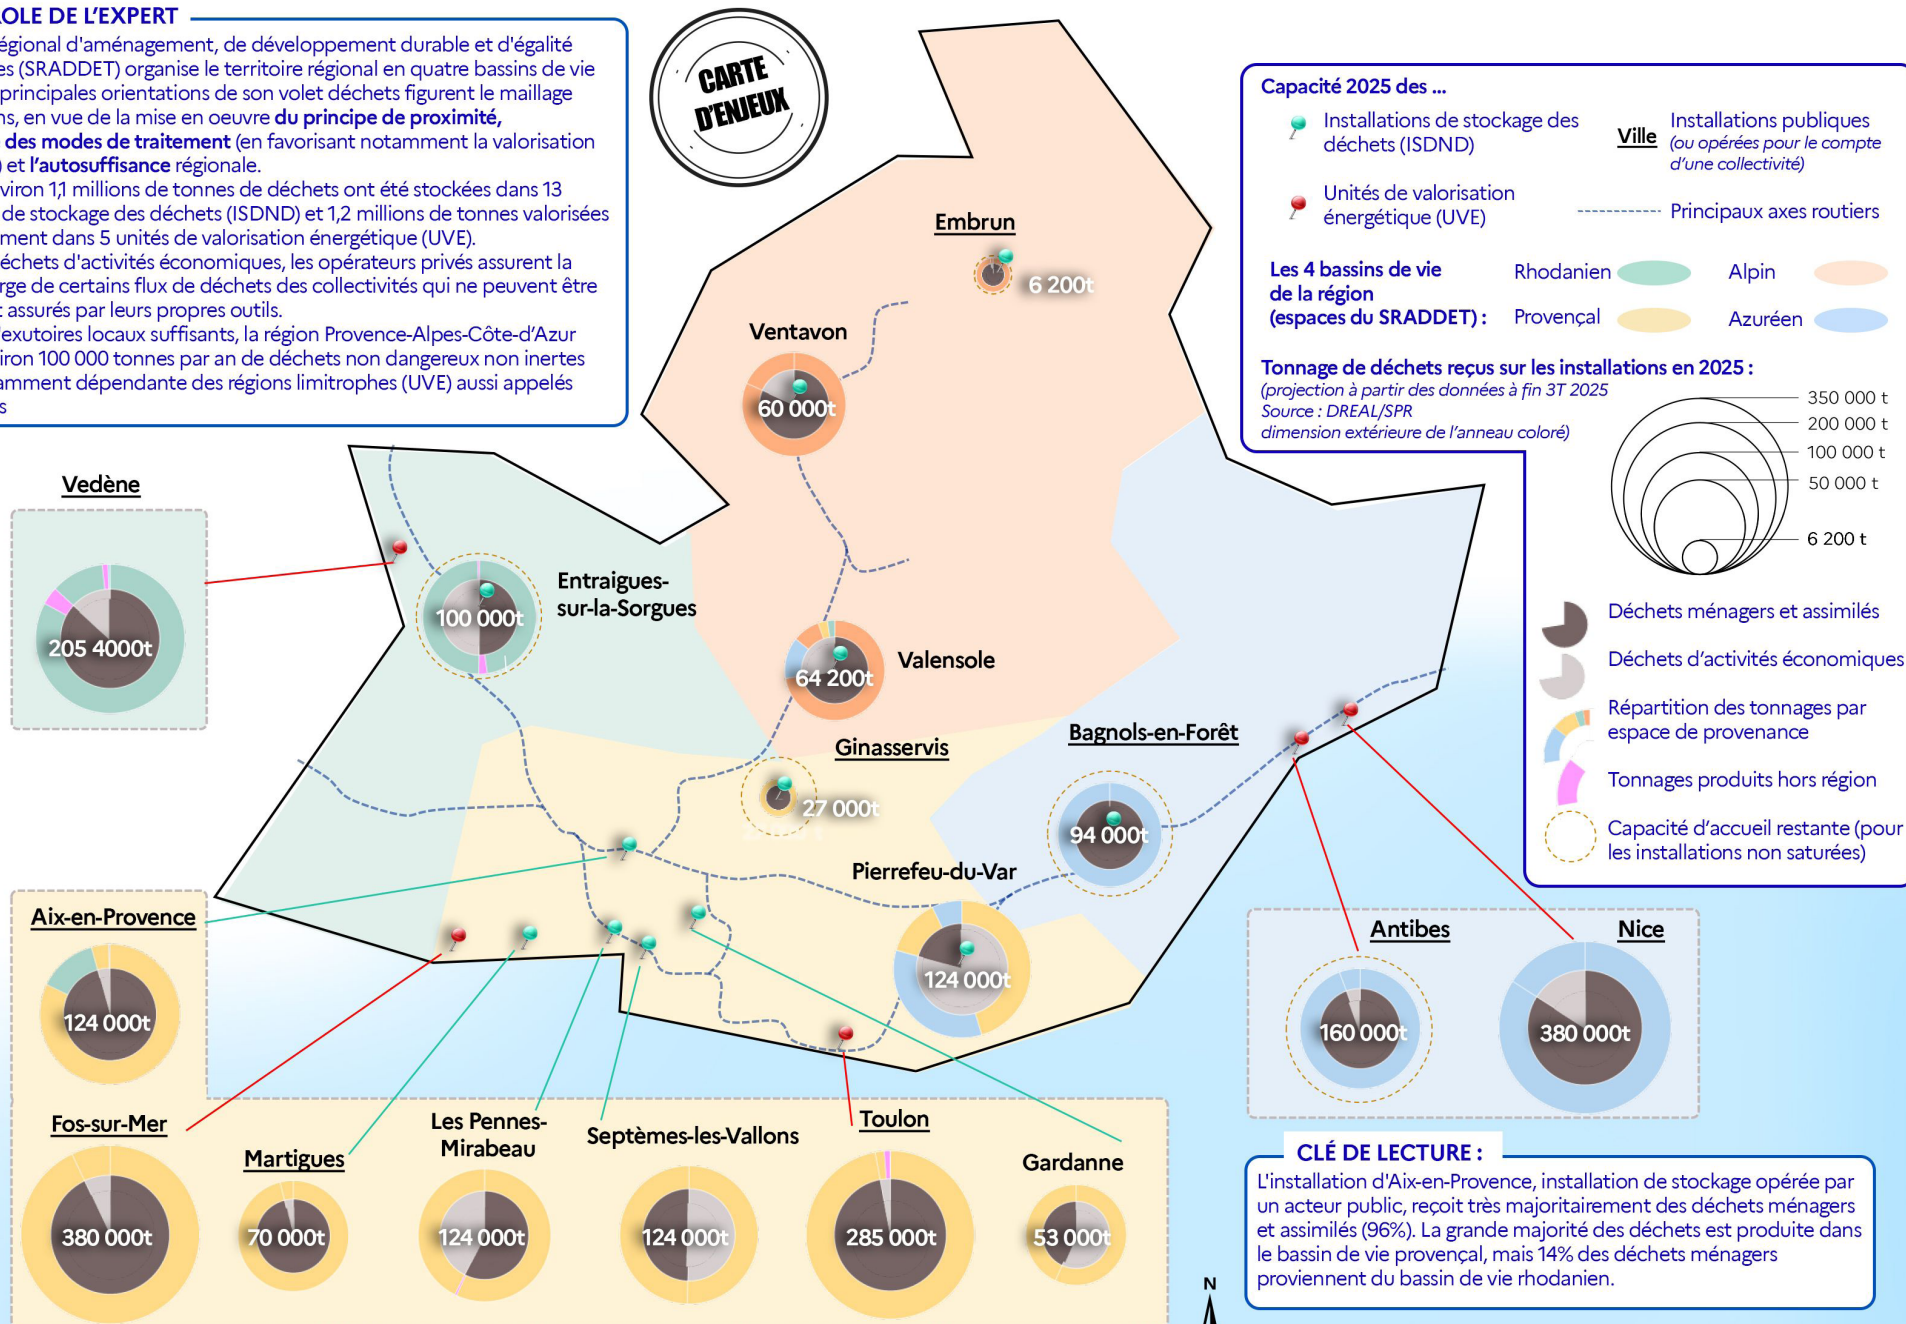 OLE DE L'EXPERT
égional d'aménagement, de développement durable et d'égalité
es (SRADDET) organise le territoire régional en quatre bassins de vie
principales orientations de son volet déchets figurent le maillage
ns, en vue de la mise en oeuvre du principe de proximité,
des modes de traitement (en favorisant notamment la valorisation
) et l'autosuffisance régionale.
viron 1,1 millions de tonnes de déchets ont été stockées dans 13
de stockage des déchets (ISDND) et 1,2 millions de tonnes valorisées
ment dans 5 unités de valorisation énergétique (UVE).
échets d'activités économiques, les opérateurs privés assurent la
rge de certains flux de déchets des collectivités qui ne peuvent être
t assurés par leurs propres outils.
'exutoires locaux suffisants, la région Provence-Alpes-Côte-d'Azur
iron 100 000 tonnes par an de déchets non dangereux non inertes
amment dépendante des régions limitrophes (UVE) aussi appelés
s
CARTE
D'ENJEUX
Capacité 2025 des ...
Installations de stockage des
déchets (ISDND)
Ville
Installations publiques
(ou opérées pour le compte
d'une collectivité)
Unités de valorisation
énergétique (UVE)
Principaux axes routiers
Les 4 bassins de vie
de la région
(espaces du SRADDET) :
Rhodanien
Alpin
Provençal
Azuréen
Tonnage de déchets reçus sur les installations en 2025 :
(projection à partir des données à fin 3T 2025
Source : DREAL/SPR
dimension extérieure de l'anneau coloré)
350 000 t
200 000 t
100 000 t
50 000 t
6 200 t
Déchets ménagers et assimilés
Déchets d'activités économiques
Répartition des tonnages par
espace de provenance
Tonnages produits hors région
Capacité d'accueil restante (pour
les installations non saturées)
Embrun
6 200t
Ventavon
60 000t
Vedène
205 4000t
Entraigues-
sur-la-Sorgues
100 000t
Valensole
64 200t
Ginasservis
27 000t
Bagnols-en-Forêt
94 000t
Pierrefeu-du-Var
124 000t
Aix-en-Provence
124 000t
Antibes
160 000t
Nice
380 000t
Fos-sur-Mer
380 000t
Martigues
70 000t
Les Pennes-
Mirabeau
124 000t
Septèmes-les-Vallons
124 000t
Toulon
285 000t
Gardanne
53 000t
CLÉ DE LECTURE :
L'installation d'Aix-en-Provence, installation de stockage opérée par
un acteur public, reçoit très majoritairement des déchets ménagers
et assimilés (96%). La grande majorité des déchets est produite dans
le bassin de vie provençal, mais 14% des déchets ménagers
proviennent du bassin de vie rhodanien.
N